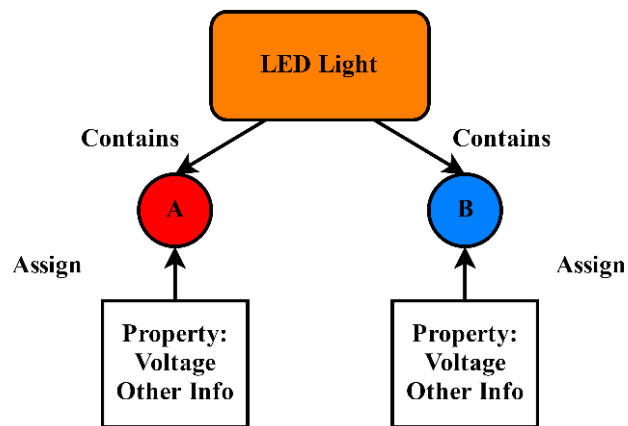 LED Light
Contains
Contains
A
B
Assign
Assign
Property:
Voltage
Other Info
Property:
Voltage
Other Info